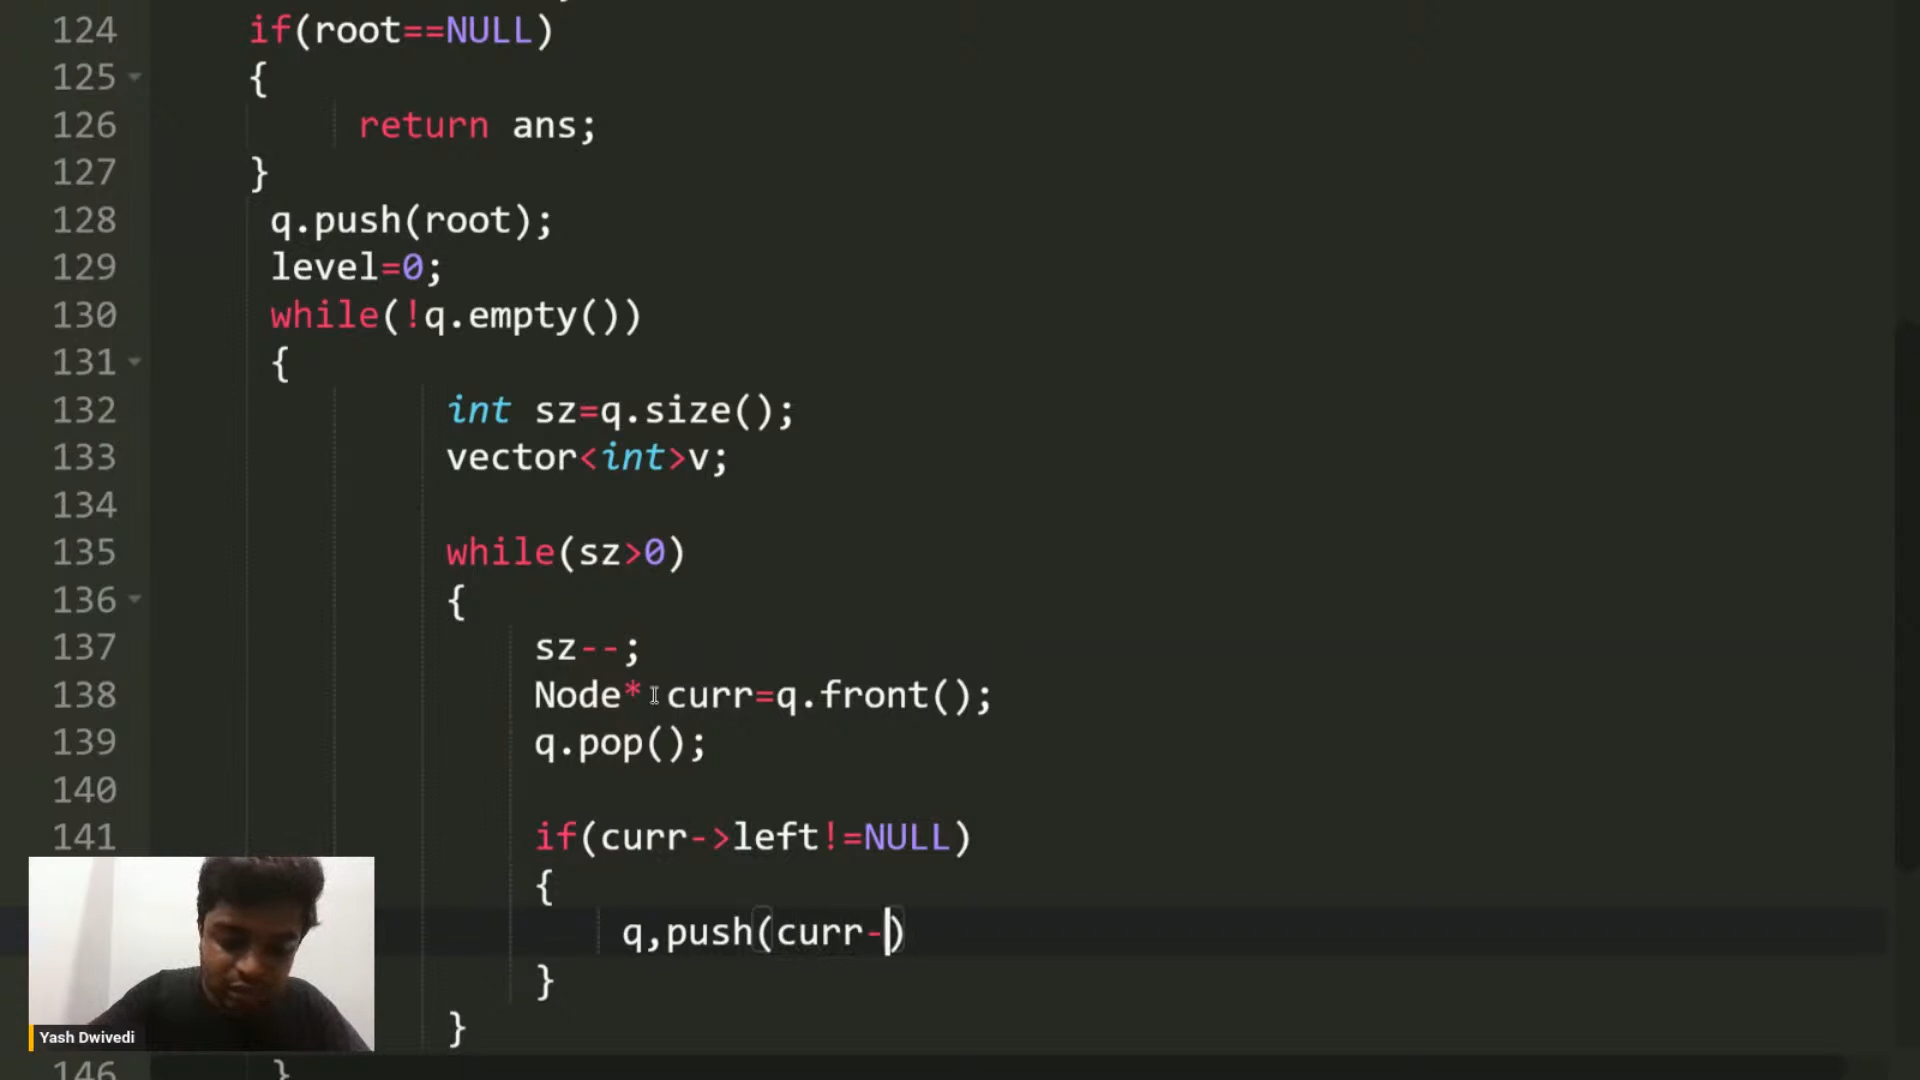 124 if(root==NULL)
125 {
126 return ans;
127 }
128 q.push(root);
129 level=0;
130 while(!q.empty())
131 {
132 int sz=q.size();
133 vector<int>v;
134
135 while(sz>0)
136 {
137 sz--;
138 Node* curr=q.front();
139 q.pop();
140
141 if(curr->left!=NULL)
{
q,push(curr-)
}
}
Yash Dwivedi
146 }